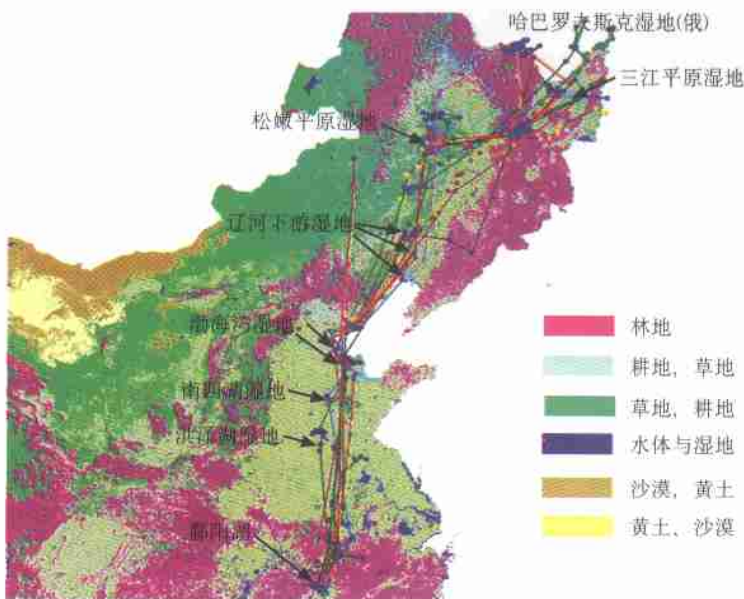 哈巴罗夫斯克湿地(俄)
三江平原湿地
松嫩平原湿地
辽河下游湿地
渤海湾湿地
南四湖湿地
洪泽湖湿地
鄱阳湖
林地
耕地，草地
草地，耕地
水体与湿地
沙漠，黄土
黄土、沙漠